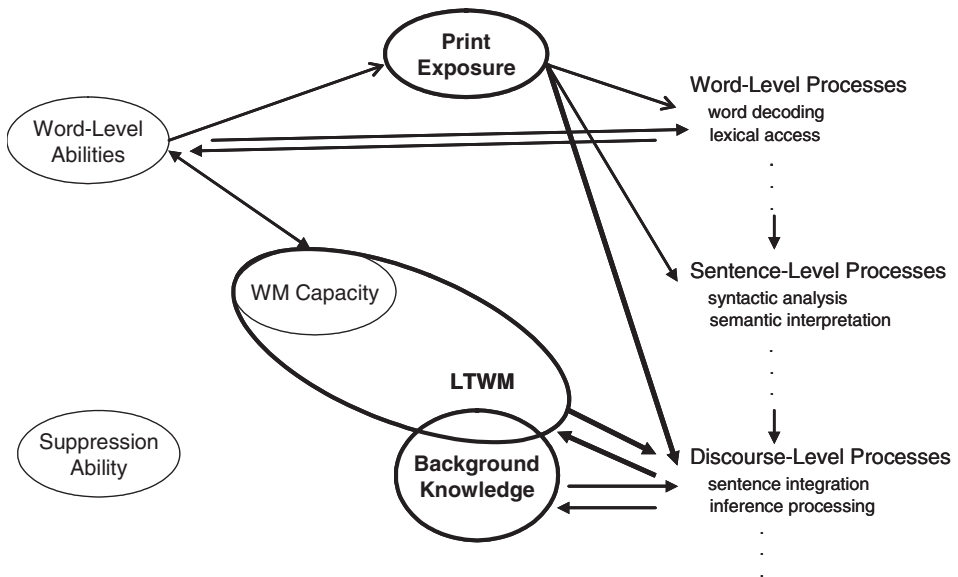 Print
Exposure
Word-Level Processes
word decoding
lexical access
Word-Level
Abilities
Sentence-Level Processes
syntactic analysis
semantic interpretation
WM Capacity
LTWM
Suppression
Ability
Background
Knowledge
Discourse-Level Processes
sentence integration
inference processing